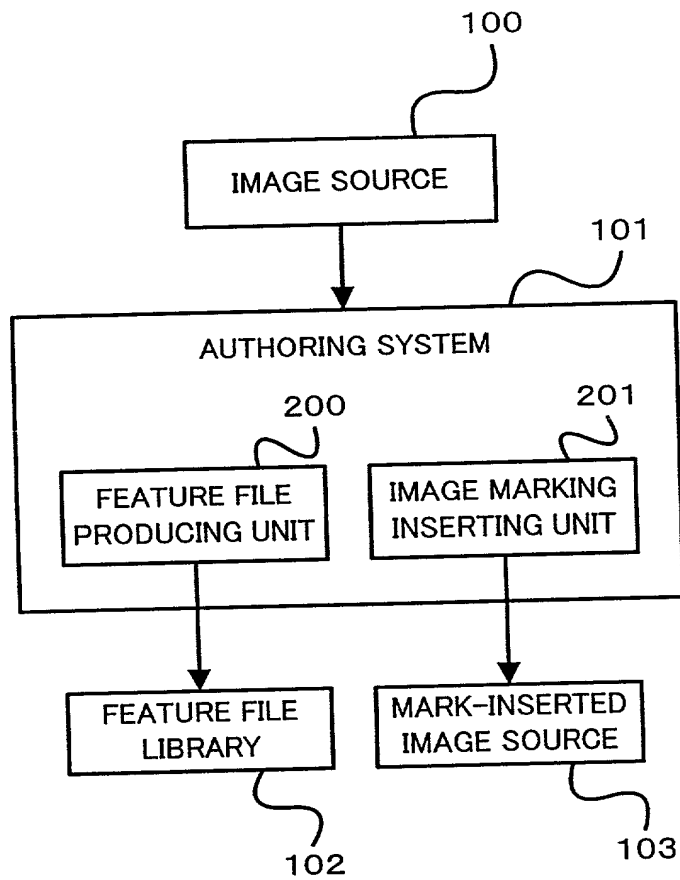 100
IMAGE SOURCE
101
AUTHORING SYSTEM
200
201
FEATURE FILE
PRODUCING UNIT
IMAGE MARKING
INSERTING UNIT
FEATURE FILE
LIBRARY
MARK-INSERTED
IMAGE SOURCE
102
103